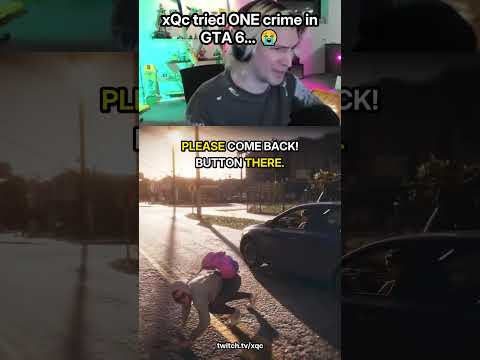 xQc tried ONE crime in
GTA 6... 😭
PLEASE COME BACK!
BUTTON THERE.
twitch.tv/xqc